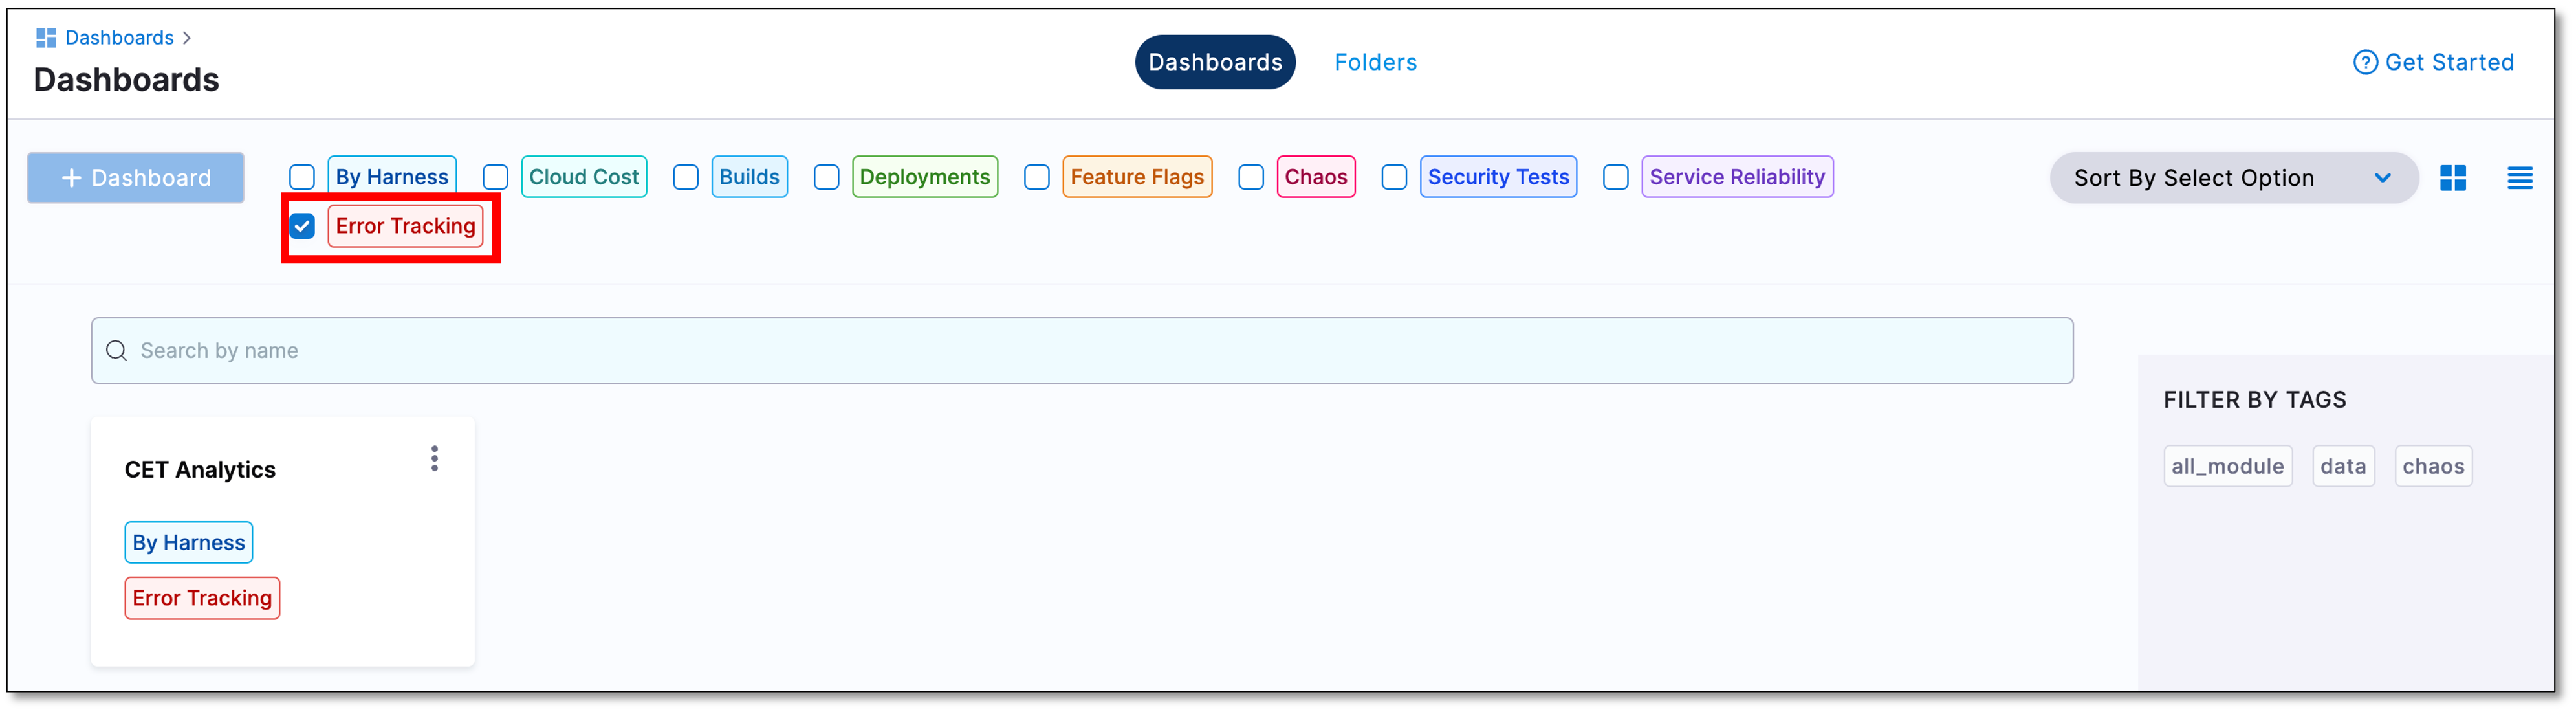 Dashboards
Dashboards
Dashboards
Folders
? Get Started
+ Dashboard
By Harness
Cloud Cost
Builds
Deployments
Feature Flags
Chaos
Security Tests
Service Reliability
Sort By Select Option
Error Tracking
Search by name
FILTER BY TAGS
all_module
data
chaos
CET Analytics
By Harness
Error Tracking